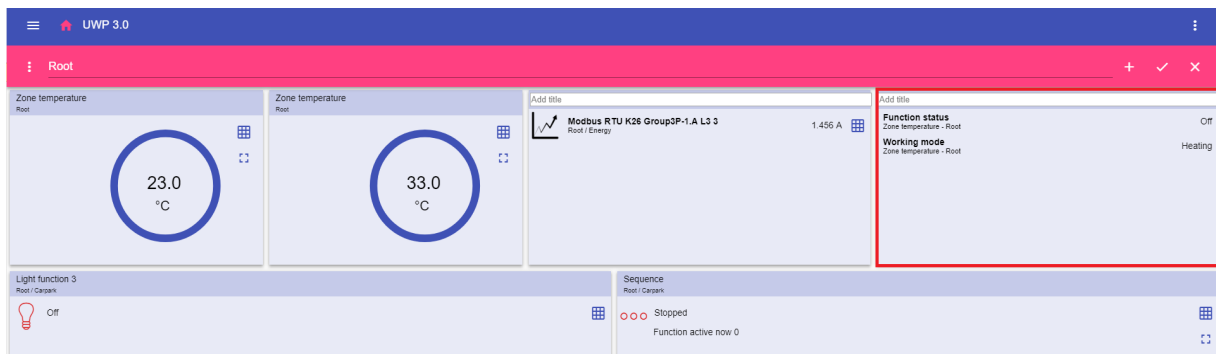 UWP 3.0
Root
Zone temperature
Root
23.0
°C
Zone temperature
Root
33.0
°C
Add title
Modbus RTU K26 Group3P-1.A L3 3
Root / Energy
1.456 A
Add title
Function status
Zone temperature - Root
Off
Working mode
Zone temperature - Root
Heating
Light function 3
Root / Carpark
Off
Sequence
Root / Carpark
Stopped
Function active now 0